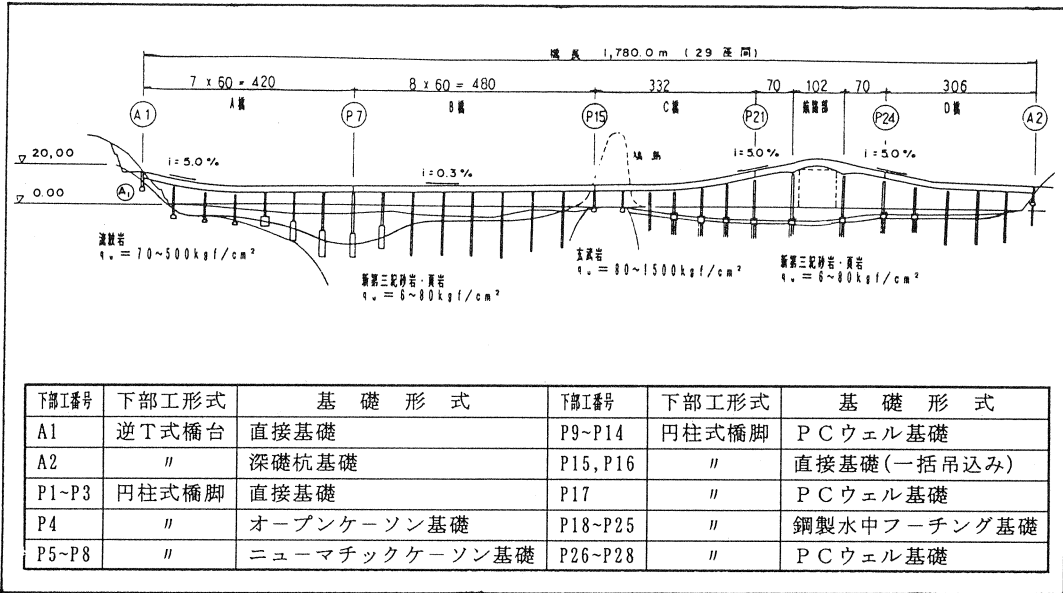 橋長 1,780.0m (29径間)
7 x 60 = 420 8 x 60 = 480 332 70 102 70 306
A橋 B橋 C橋 航路部 D橋
A1 P7 P15 P21 P24 A2
20,00
i=5.0% i=0.3% i=5.0% i=5.0%
0.00
A₁
流紋岩
qu = 70~500kgf/cm²
新第三紀砂岩・頁岩
qu = 6~80kgf/cm²
玄武岩
qu = 80~1500kgf/cm²
新第三紀砂岩・頁岩
qu = 6~80kgf/cm²
下部工番号 下部工形式 基礎形式 下部工番号 下部工形式 基礎形式
A1 逆T式橋台 直接基礎 P9~P14 円柱式橋脚 PCウェル基礎
A2 〃 深礎杭基礎 P15,P16 〃 直接基礎(一括吊込み)
P1~P3 円柱式橋脚 直接基礎 P17 〃 PCウェル基礎
P4 〃 オープンケーソン基礎 P18~P25 〃 鋼製水中フーチング基礎
P5~P8 〃 ニューマチックケーソン基礎 P26~P28 〃 PCウェル基礎